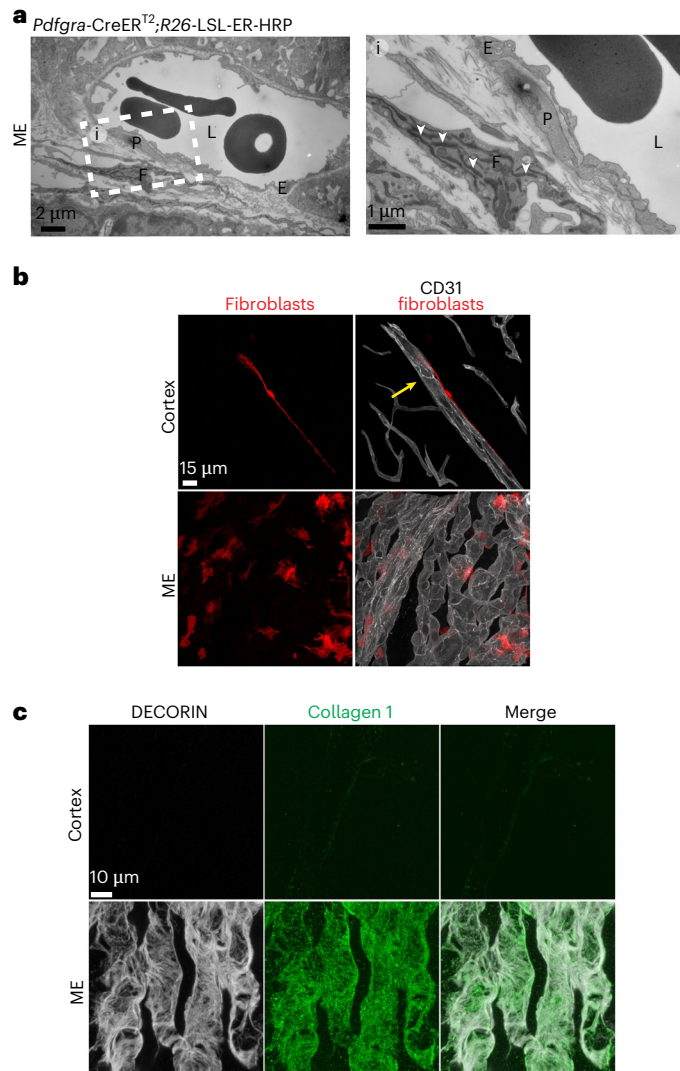 a
Pdfgra-CreERT2;R26-LSL-ER-HRP
ME
i
P
L
F
E
2 μm
i
E
P
L
F
1 μm
b
Fibroblasts
CD31
fibroblasts
Cortex
15 μm
ME
c
DECORIN
Collagen 1
Merge
Cortex
10 μm
ME